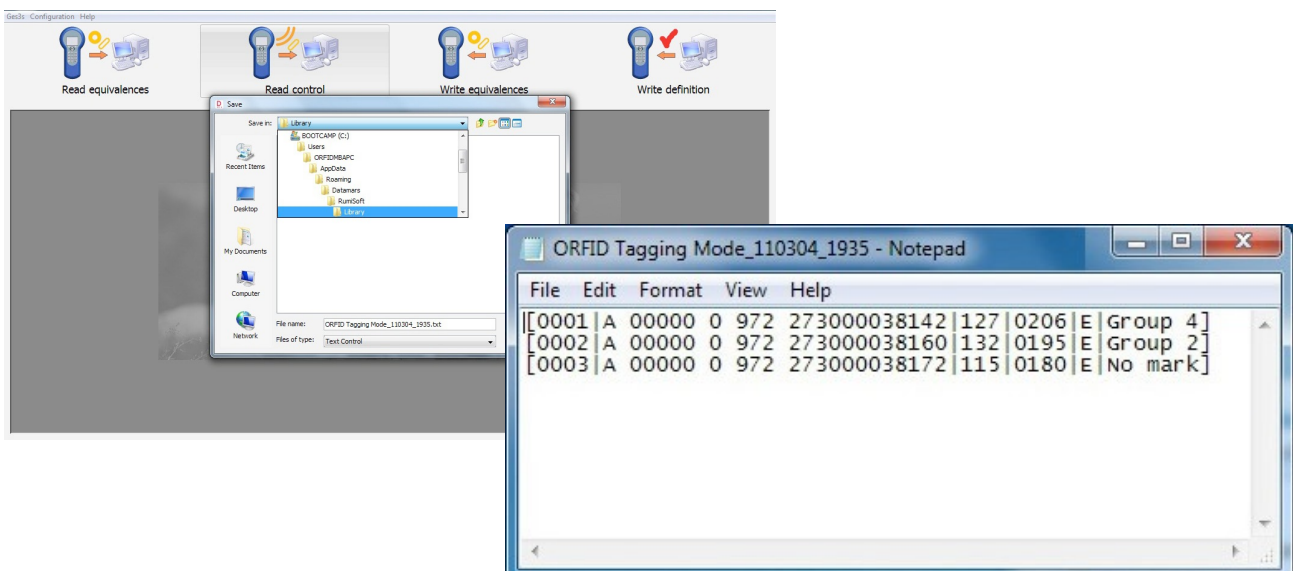 Ges3s Configuration Help
Read equivalences
Read control
Write equivalences
Write definition
Save
Save in:
Library
BOOTCAMP (C:)
Users
ORFIDMBAPC
AppData
Roaming
Datamars
RumiSoft
Library
Recent Items
Desktop
My Documents
Computer
Network
File name:
ORFID Tagging Mode_110304_1935.txt
Files of type:
Text Control
ORFID Tagging Mode_110304_1935 - Notepad
File Edit Format View Help
[0001|A 00000 0 972 273000038142|127|0206|E|Group 4]
[0002|A 00000 0 972 273000038160|132|0195|E|Group 2]
[0003|A 00000 0 972 273000038172|115|0180|E|No mark]